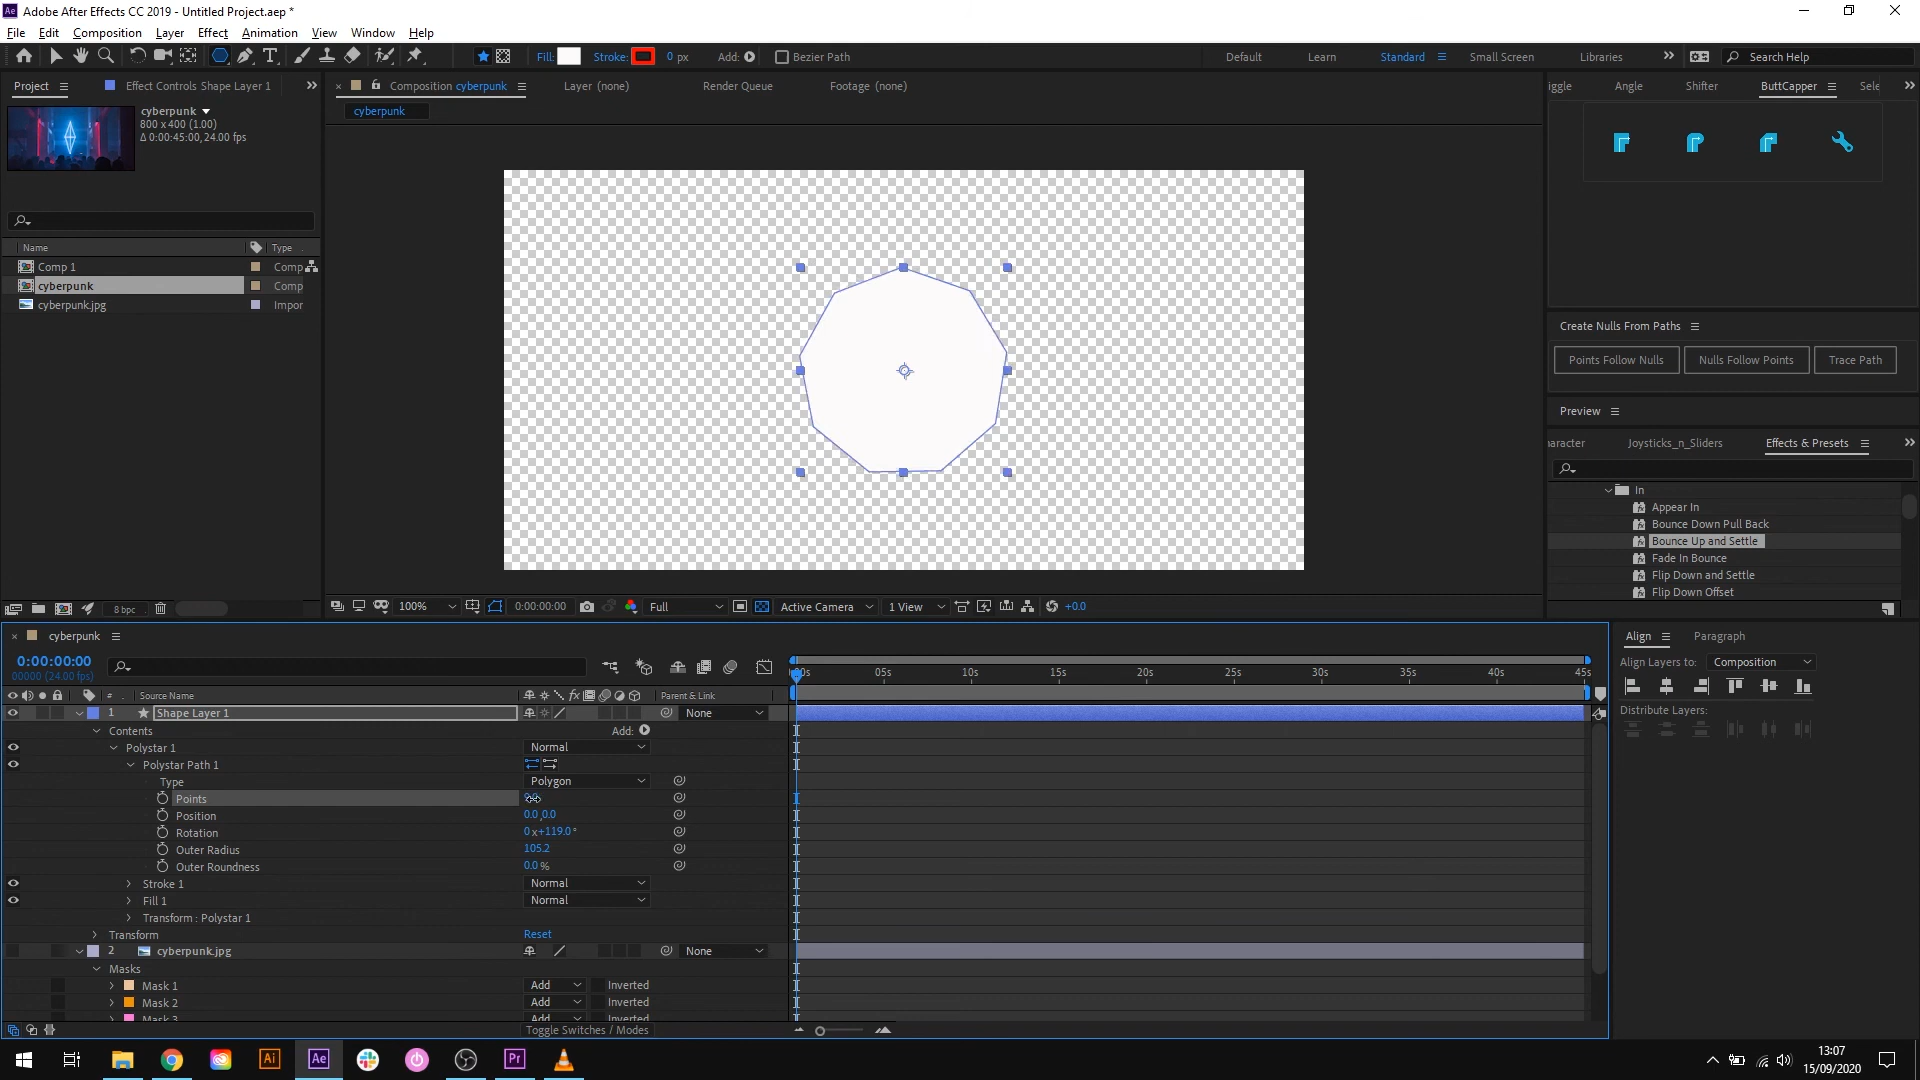 Ae Adobe After Effects CC 2019 - Untitled Project.aep *
File Edit Composition Layer Effect Animation View Window Help
Fill: Stroke: 0 px Add: Bezier Path Default Learn Standard Small Screen Libraries Search Help
Project Effect Controls Shape Layer 1 Composition cyberpunk Layer (none) Render Queue Footage (none) iggle Angle Shifter ButtCapper Sele
cyberpunk
800 x 400 (1.00)
Δ 0:00:45:00, 24.00 fps
cyberpunk
Name Type
Comp 1 Comp
cyberpunk Comp
cyberpunk.jpg Impor
Create Nulls From Paths
Points Follow Nulls Nulls Follow Points Trace Path
Preview
aracter Joysticks_n_Sliders Effects & Presets
In
Appear In
Bounce Down Pull Back
Bounce Up and Settle
Fade In Bounce
Flip Down and Settle
Flip Down Offset
8 bpc 100% 0:00:00:00 Full Active Camera 1 View +0.0
cyberpunk
0:00:00:00
00000 (24.00 fps)
05s 10s 15s 20s 25s 30s 35s 40s 45s
# Source Name Parent & Link
1 Shape Layer 1 None
Contents Add:
Polystar 1 Normal
Polystar Path 1
Type Polygon
Points
Position 0.0,0.0
Rotation 0x+119.0°
Outer Radius 105.2
Outer Roundness 0.0 %
Stroke 1 Normal
Fill 1 Normal
Transform : Polystar 1
Transform Reset
2 cyberpunk.jpg None
Masks
Mask 1 Add Inverted
Mask 2 Add Inverted
Mask 3 Add Inverted
Toggle Switches / Modes
Align Paragraph
Align Layers to: Composition
Distribute Layers:
Ai Ae Pr
13:07
15/09/2020